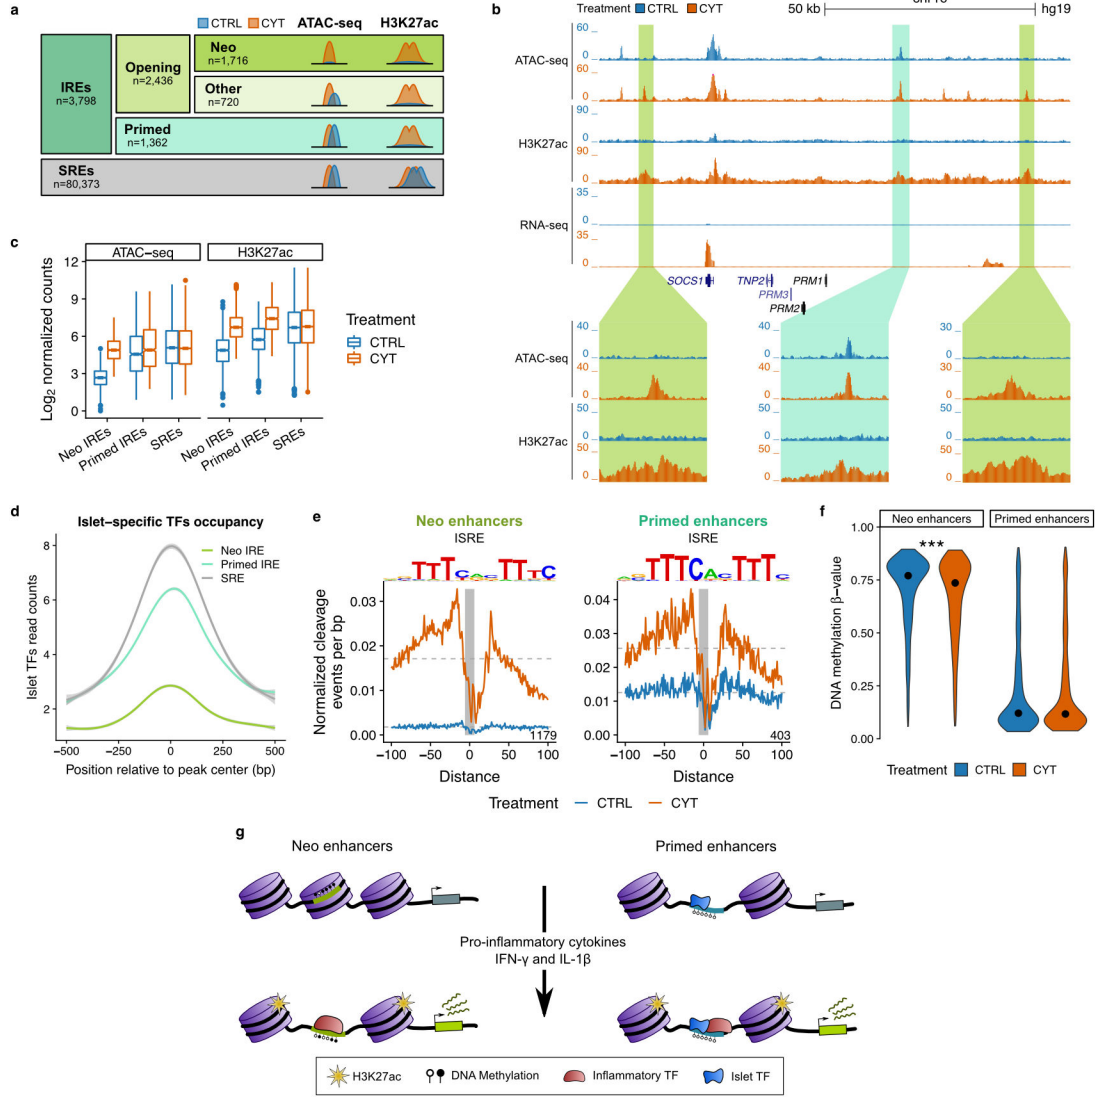 a
CTRL CYT ATAC-seq H3K27ac
IREs
n=3,798
Opening
n=2,436
Neo
n=1,716
Other
n=720
Primed
n=1,362
SREs
n=80,373
b
Treatment CTRL CYT
50 kb
hg19
ATAC-seq
60
0
60
0
H3K27ac
90
0
90
0
RNA-seq
35
0
35
0
SOCS1 TNP2 PRM1
PRM3
PRM2
ATAC-seq
40
0
40
0
H3K27ac
50
0
50
0
40
0
40
0
50
0
50
0
30
0
30
0
50
0
50
0
c
ATAC−seq H3K27ac
Log2 normalized counts
12
9
6
3
0
Neo IREs
Primed IREs
SREs
Neo IREs
Primed IREs
SREs
Treatment
CTRL
CYT
d
Islet−specific TFs occupancy
Islet TFs read counts
8
6
4
2
Neo IRE
Primed IRE
SRE
−500 −250 0 250 500
Position relative to peak center (bp)
e
Neo enhancers
ISRE
TTTCACTTTC
Normalized cleavage
events per bp
0.03
0.02
0.01
0.00
1179
−100 −50 0 50 100
Distance
Primed enhancers
ISRE
TTTCACTTTC
0.04
0.03
0.02
0.01
0.00
403
−100 −50 0 50 100
Distance
Treatment CTRL CYT
f
Neo enhancers Primed enhancers
***
DNA methylation β−value
1.00
0.75
0.50
0.25
0.00
Treatment CTRL CYT
g
Neo enhancers Primed enhancers
Pro-inflammatory cytokines
IFN-γ and IL-1β
H3K27ac DNA Methylation Inflammatory TF Islet TF